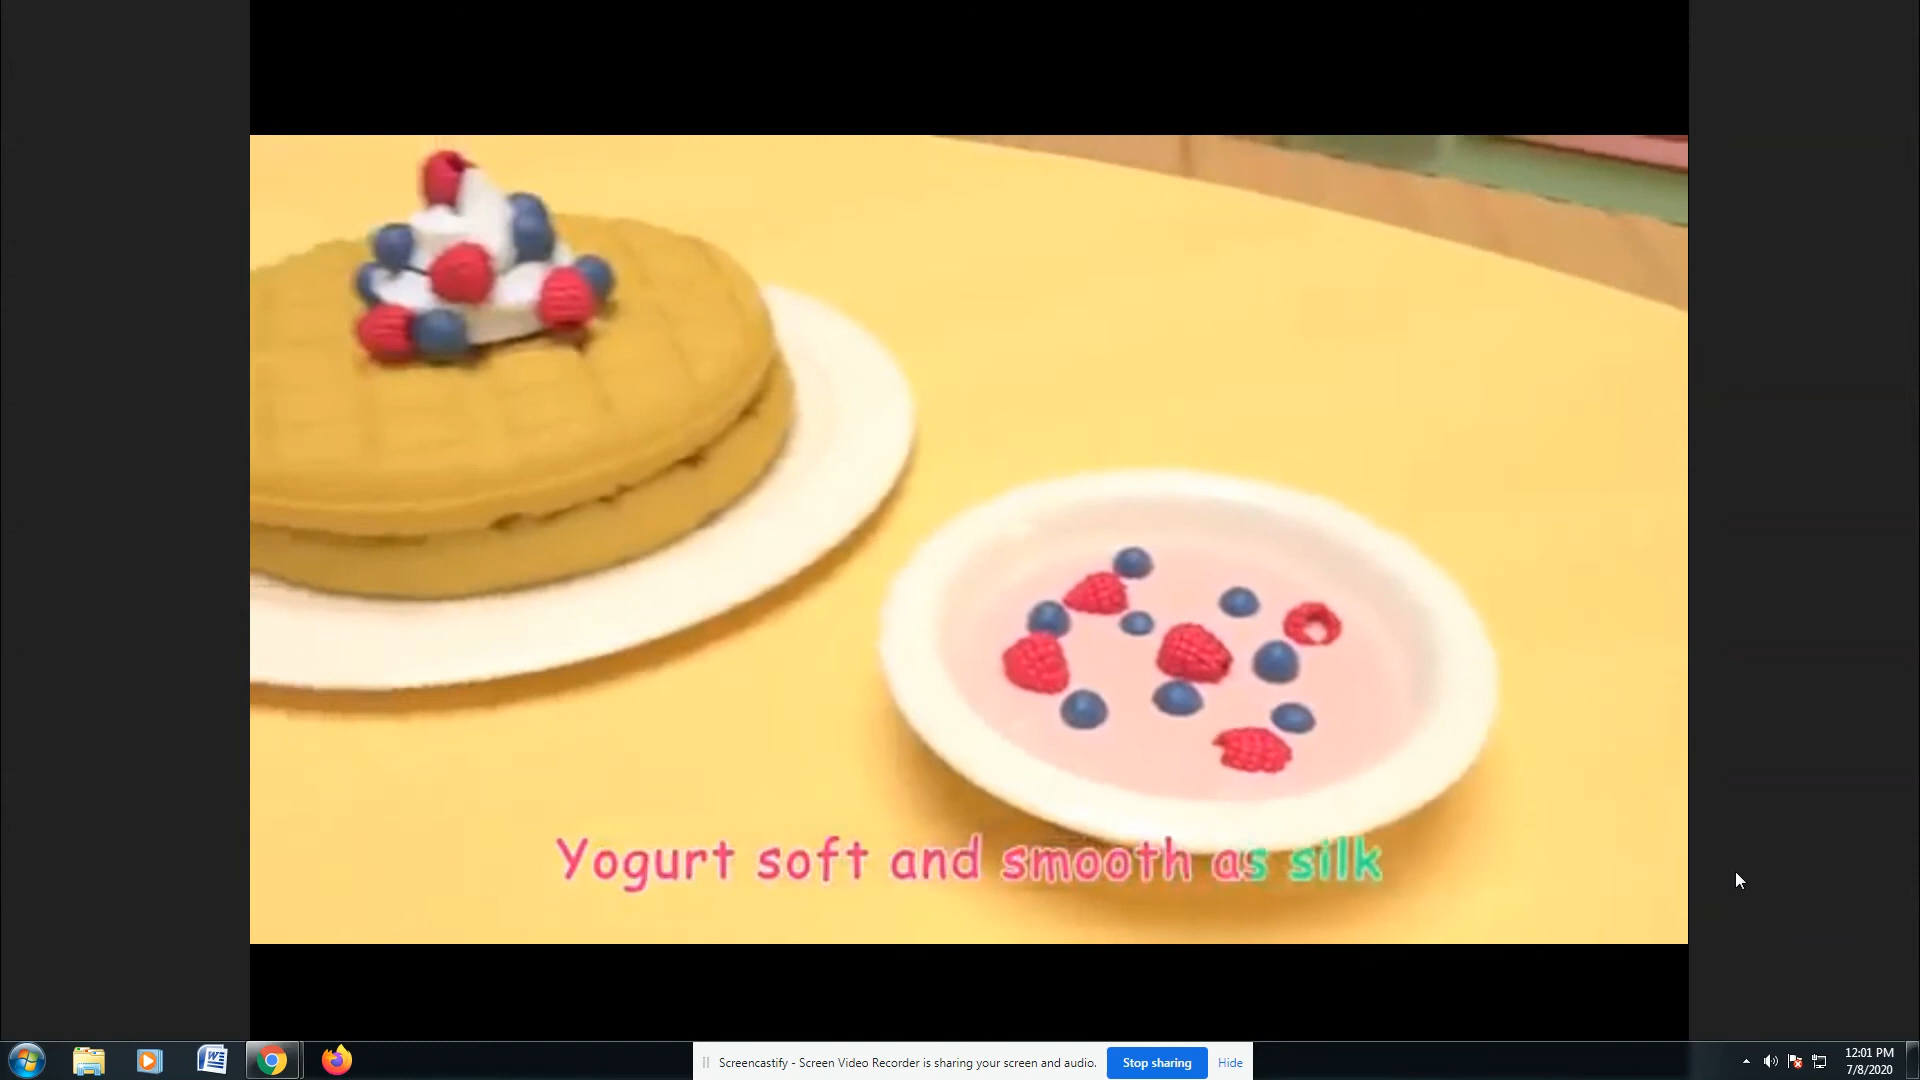 Yogurt soft and smooth as silk
Screencastify - Screen Video Recorder is sharing your screen and audio.
Stop sharing
Hide
12:01 PM
7/8/2020